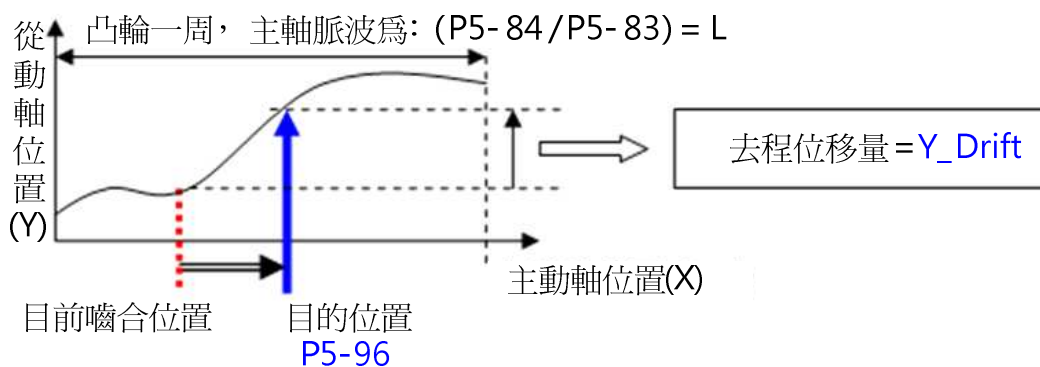 凸輪一周，主軸脈波爲：(P5-84/P5-83) = L
從動軸位置(Y)
去程位移量=Y_Drift
主動軸位置(X)
目前嚙合位置
目的位置
P5-96